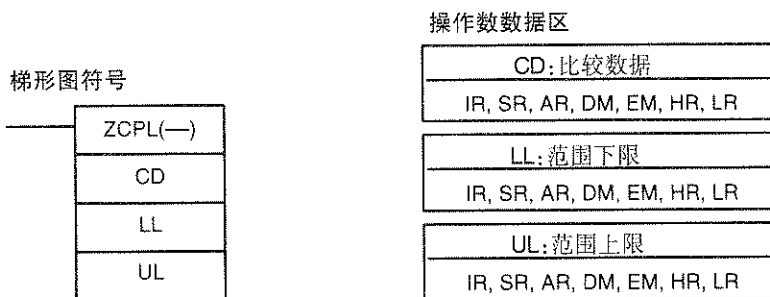 操作数数据区
梯形图符号
ZCPL(—)
CD
LL
UL
CD:比较数据
IR, SR, AR, DM, EM, HR, LR
LL:范围下限
IR, SR, AR, DM, EM, HR, LR
UL:范围上限
IR, SR, AR, DM, EM, HR, LR